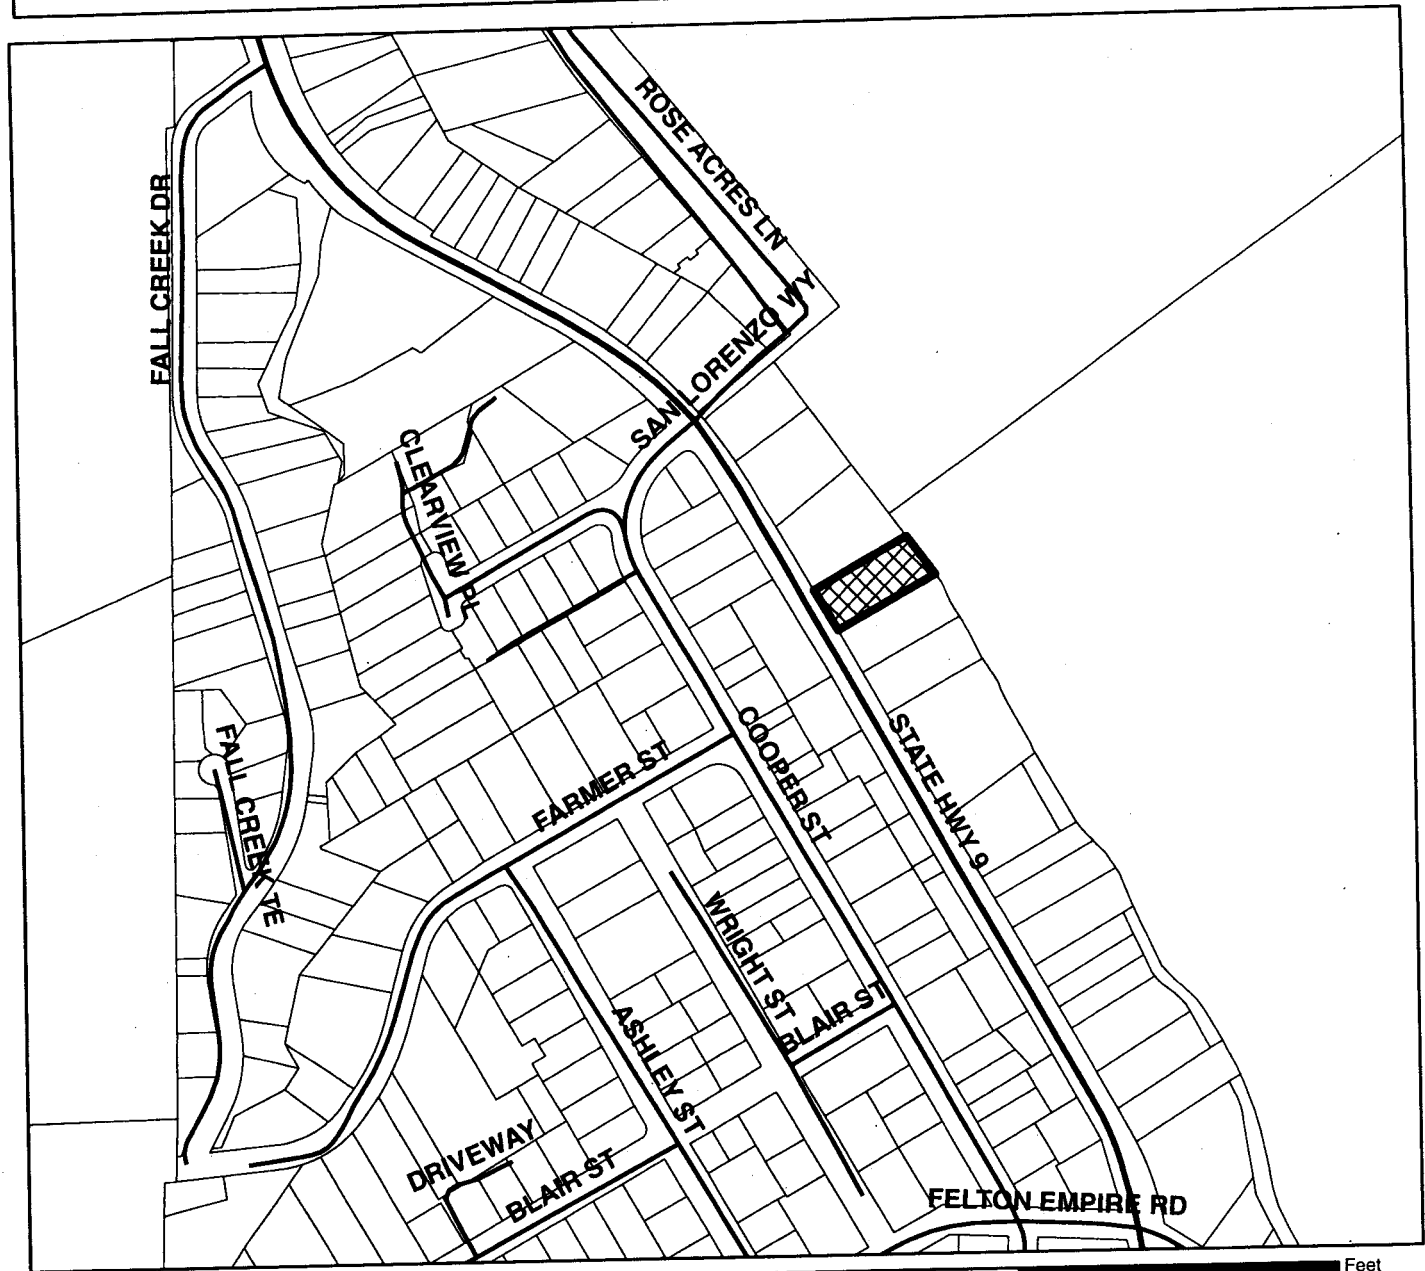 ROSE ACRES LN
FALL CREEK DR
SAN LORENZO WY
CLEARVIEW PL
STATE HWY 9
COOPER ST
FARMER ST
FALL CREEK TE
WRIGHT ST
BLAIR ST
ASHLEY ST
DRIVEWAY
BLAIR ST
FELTON EMPIRE RD
Feet